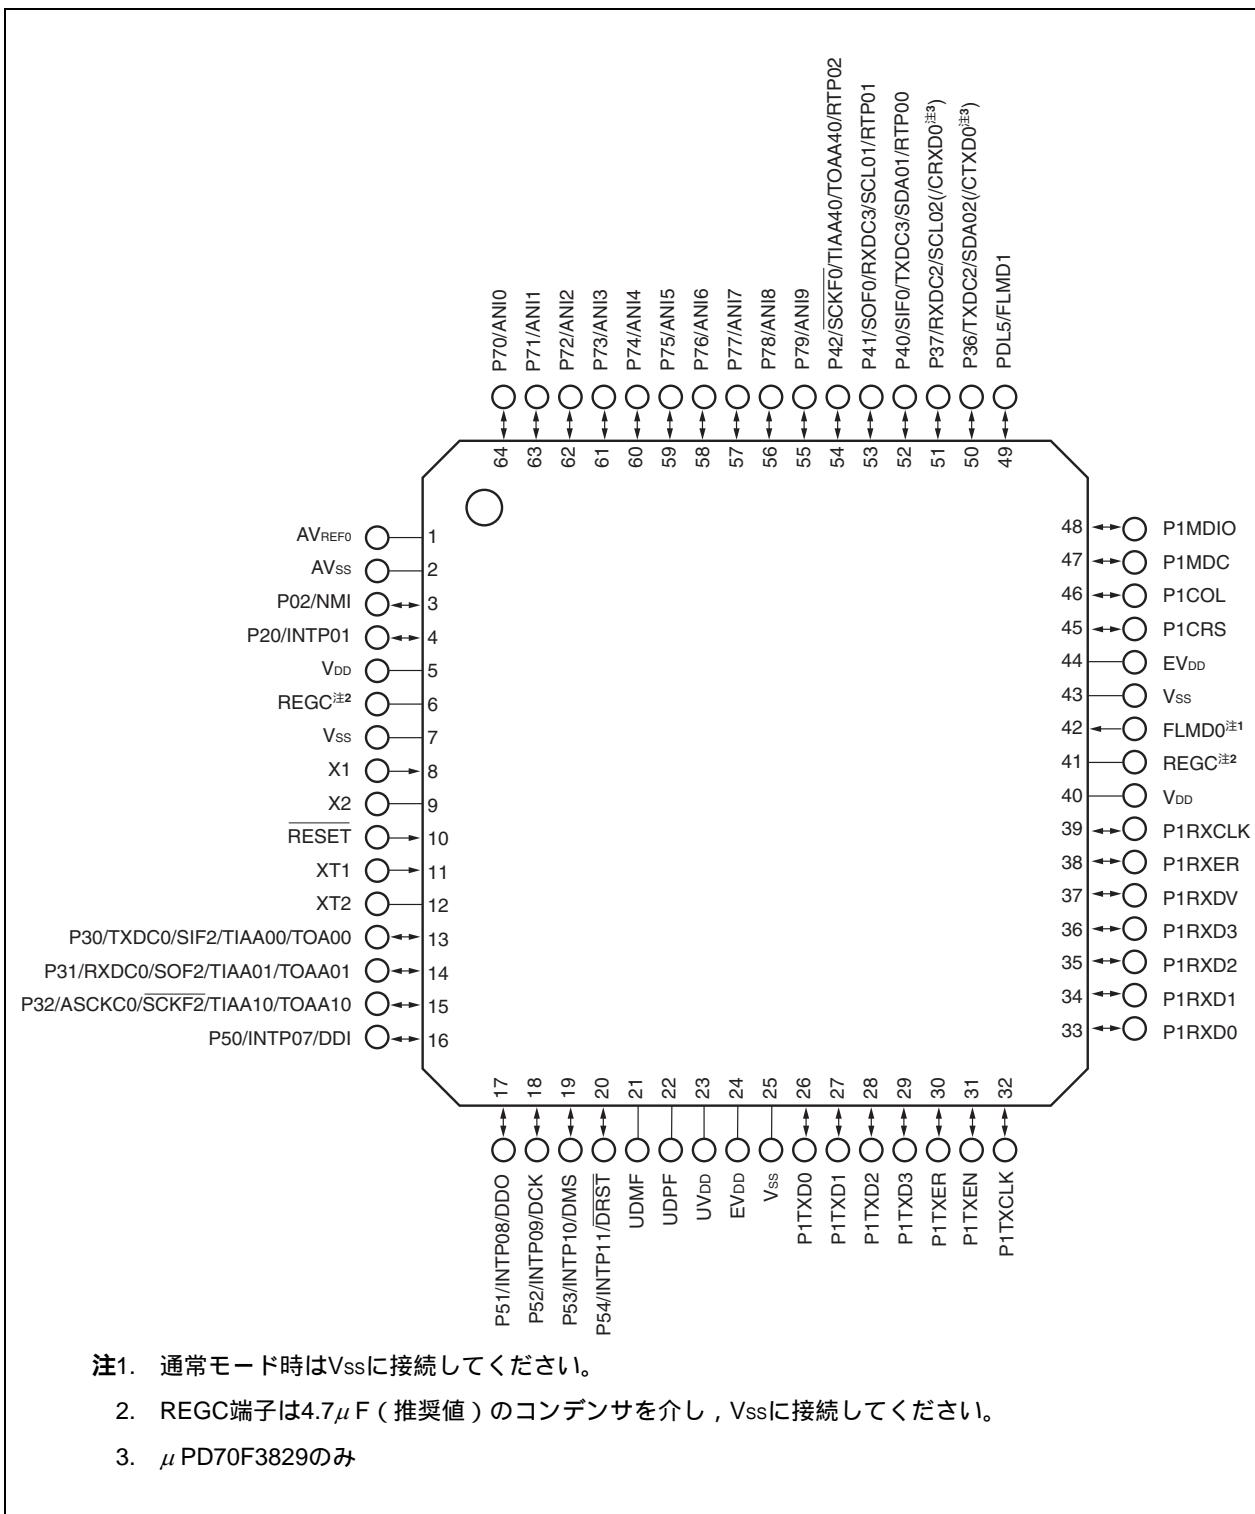 P42/SCKF0/TIAA40/TOAA40/RTP02
P41/SOF0/RXDC3/SCL01/RTP01
P40/SIF0/TXDC3/SDA01/RTP00
P37/RXDC2/SCL02(/CRXD0注3)
P36/TXDC2/SDA02(/CTXD0注3)
PDL5/FLMD1
P70/ANI0
P71/ANI1
P72/ANI2
P73/ANI3
P74/ANI4
P75/ANI5
P76/ANI6
P77/ANI7
P78/ANI8
P79/ANI9
64 63 62 61 60 59 58 57 56 55 54 53 52 51 50 49
AVREF0 1
AVSS 2
P02/NMI 3
P20/INTP01 4
VDD 5
REGC注2 6
VSS 7
X1 8
X2 9
RESET 10
XT1 11
XT2 12
P30/TXDC0/SIF2/TIAA00/TOA00 13
P31/RXDC0/SOF2/TIAA01/TOAA01 14
P32/ASCKC0/SCKF2/TIAA10/TOAA10 15
P50/INTP07/DDI 16
48 P1MDIO
47 P1MDC
46 P1COL
45 P1CRS
44 EVDD
43 VSS
42 FLMD0注1
41 REGC注2
40 VDD
39 P1RXCLK
38 P1RXER
37 P1RXDV
36 P1RXD3
35 P1RXD2
34 P1RXD1
33 P1RXD0
17 18 19 20 21 22 23 24 25 26 27 28 29 30 31 32
P51/INTP08/DDO
P52/INTP09/DCK
P53/INTP10/DMS
P54/INTP11/DRST
UDMF
UDPF
UVDD
EVDD
VSS
P1TXD0
P1TXD1
P1TXD2
P1TXD3
P1TXER
P1TXEN
P1TXCLK
注1. 通常モード時はVSSに接続してください。
2. REGC端子は4.7μF（推奨値）のコンデンサを介し，VSSに接続してください。
3. μPD70F3829のみ